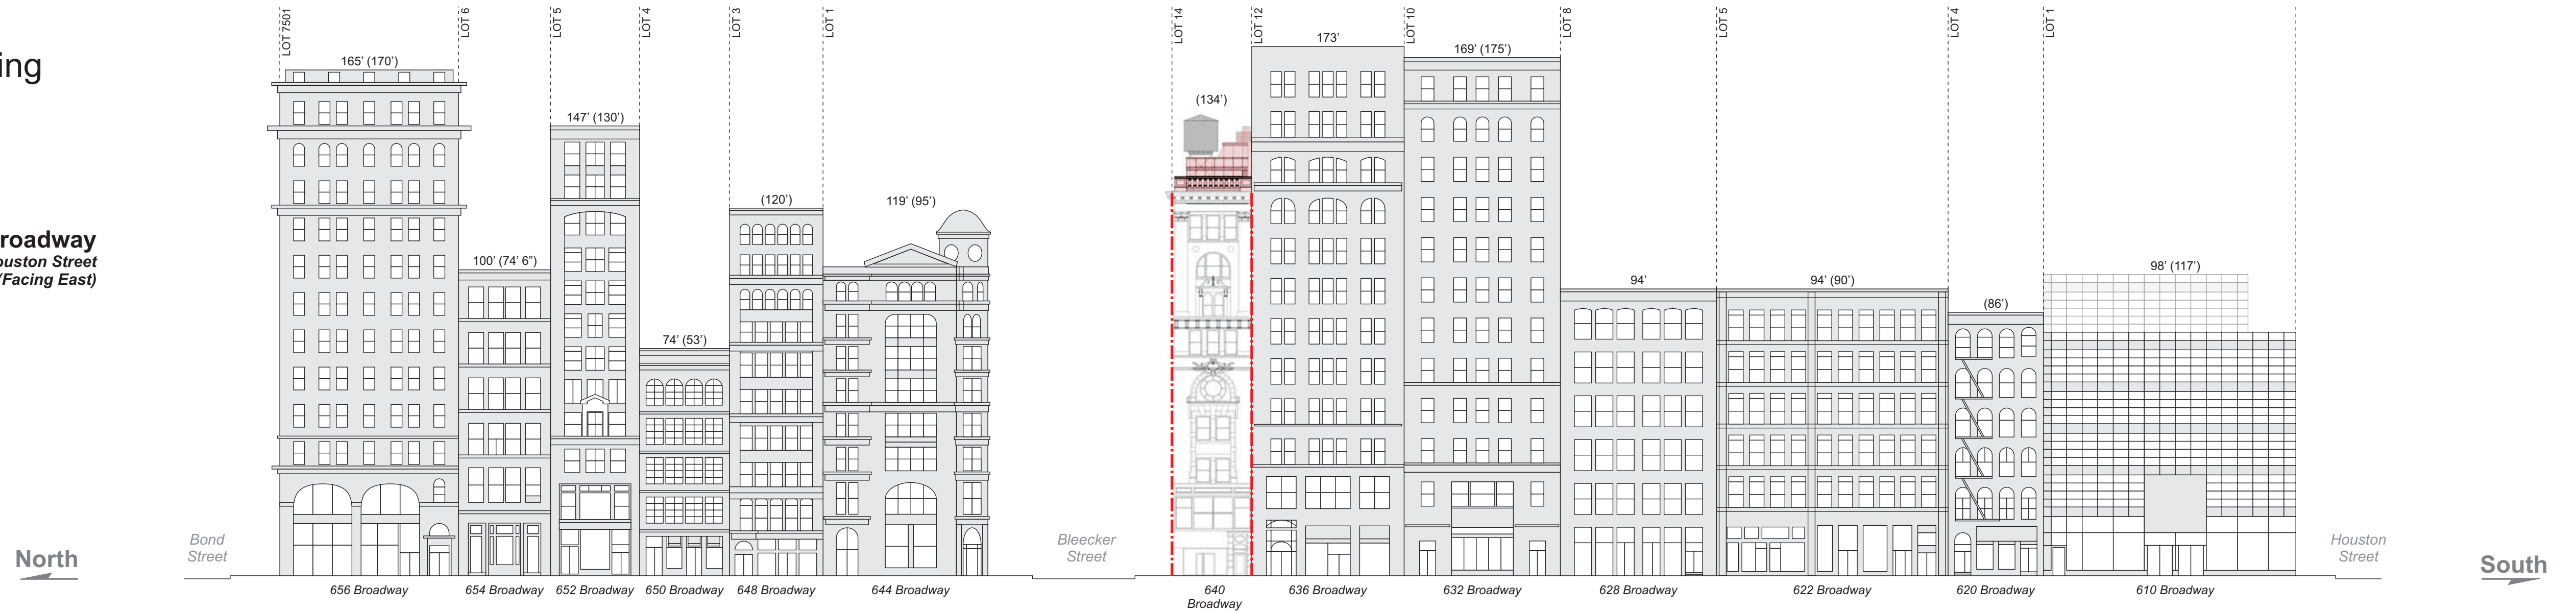 ing
roadway
ouston Street
(Facing East)
North
South
Bond
Street
Bleecker
Street
Houston
Street
LOT 7501
LOT 6
LOT 5
LOT 4
LOT 3
LOT 1
LOT 14
LOT 12
LOT 10
LOT 8
LOT 5
LOT 4
LOT 1
165' (170')
100' (74' 6")
147' (130')
74' (53')
(120')
119' (95')
(134')
173'
169' (175')
94'
94' (90')
(86')
98' (117')
656 Broadway
654 Broadway
652 Broadway
650 Broadway
648 Broadway
644 Broadway
640
Broadway
636 Broadway
632 Broadway
628 Broadway
622 Broadway
620 Broadway
610 Broadway